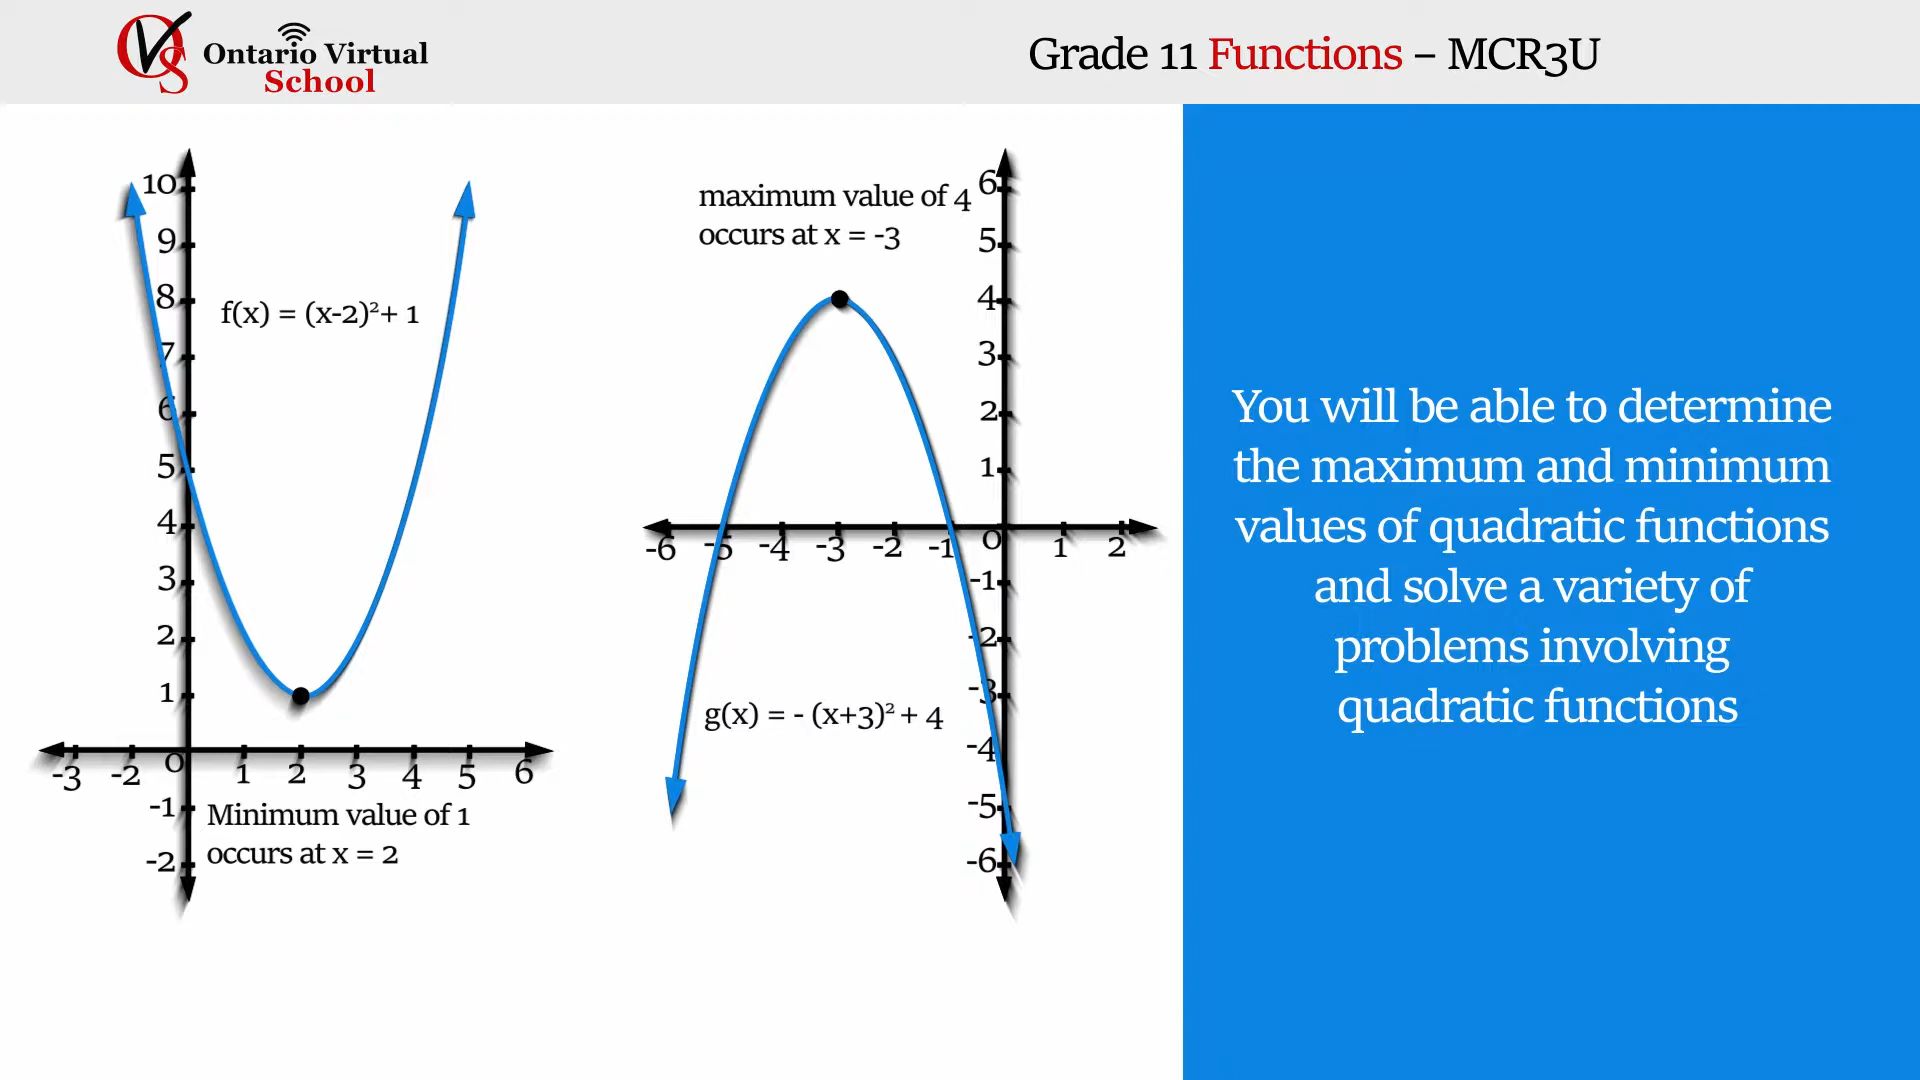 OVS Ontario Virtual
School
Grade 11 Functions – MCR3U
10
9
8
7
6
5
4
3
2
1
f(x) = (x-2)²+ 1
-3 -2 0 1 2 3 4 5 6
-1
-2
Minimum value of 1
occurs at x = 2
maximum value of 4
occurs at x = -3
6
5
4
3
2
1
-6 -5 -4 -3 -2 -1 0 1 2
-1
-2
-3
-4
-5
-6
g(x) = - (x+3)² + 4
You will be able to determine
the maximum and minimum
values of quadratic functions
and solve a variety of
problems involving
quadratic functions